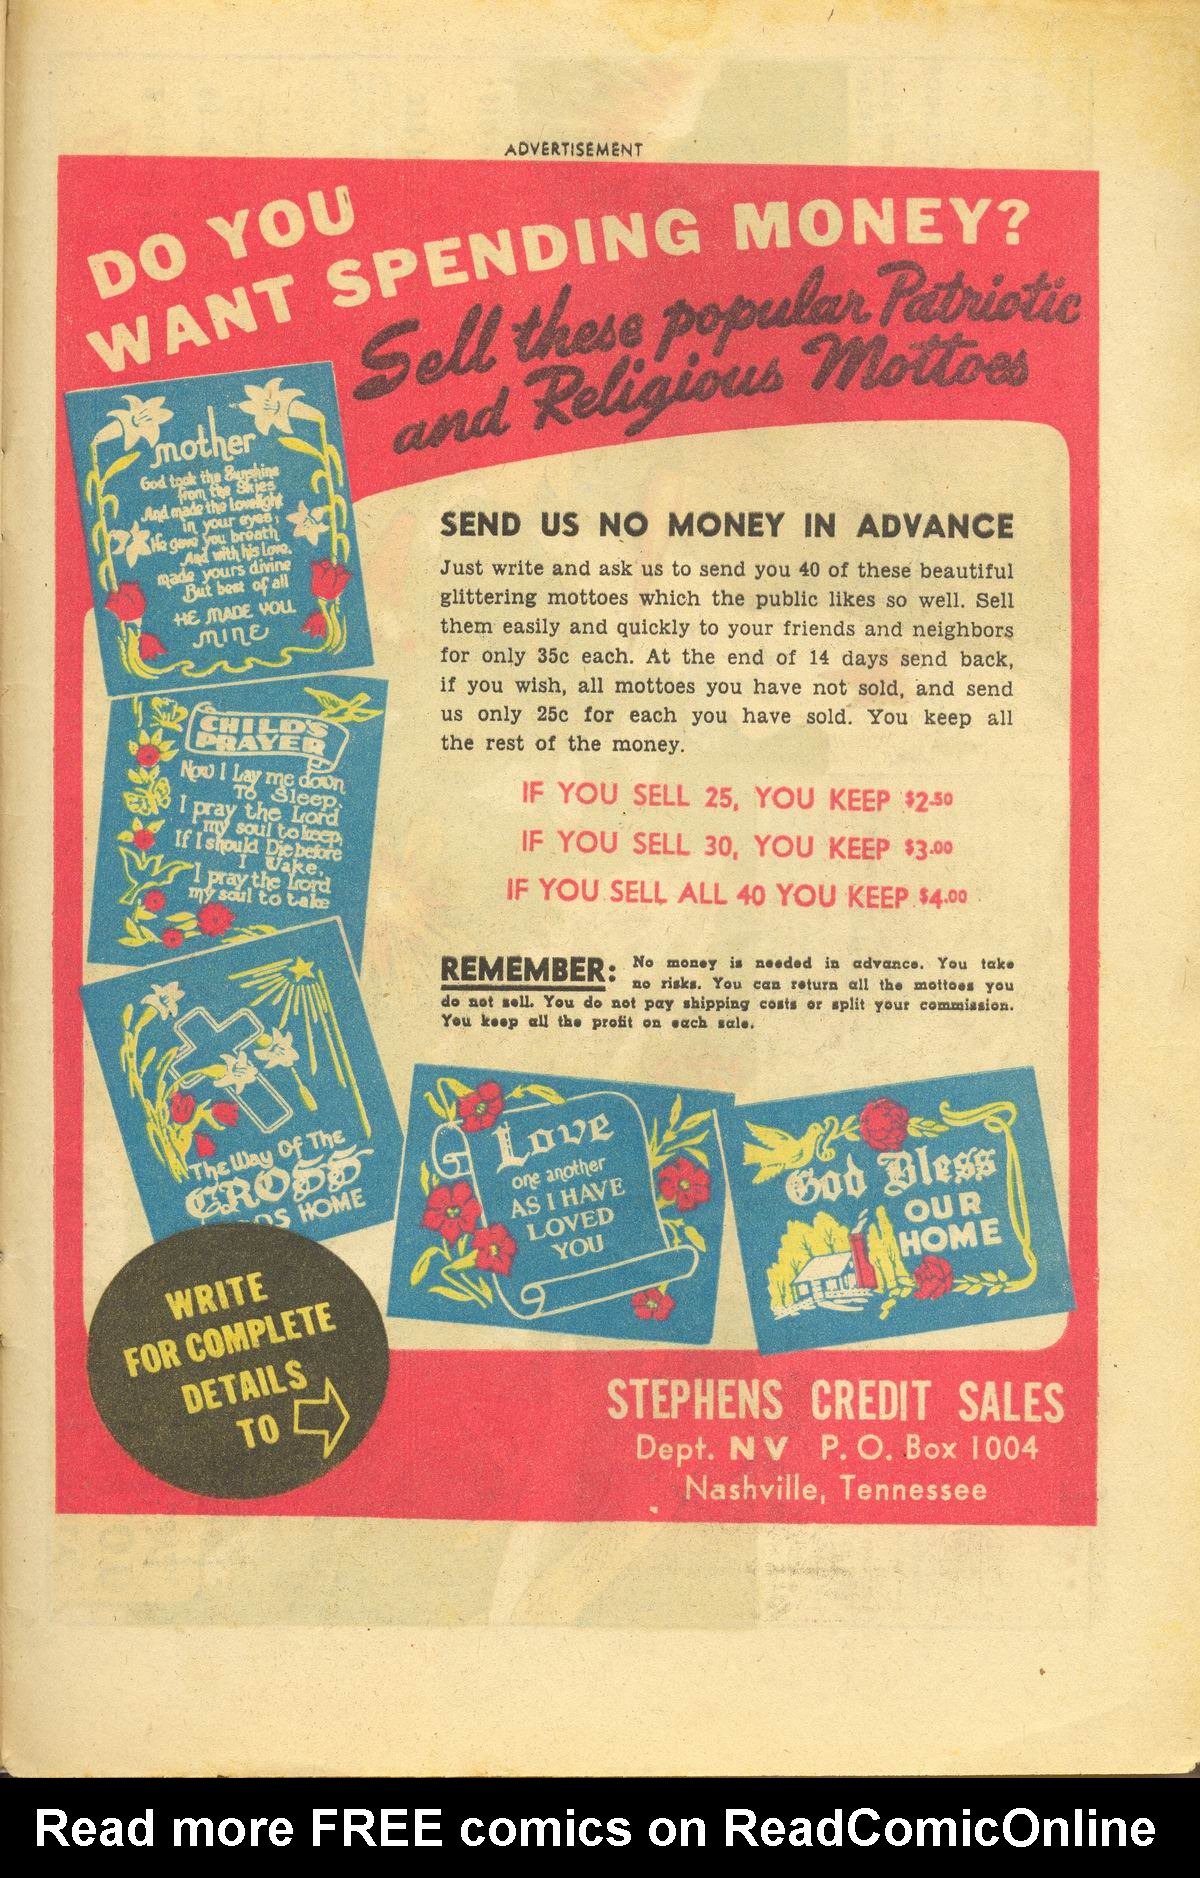 ADVERTISEMENT
DO YOU
WANT SPENDING MONEY?
Sell these popular Patriotic
and Religious Mottoes
mother
God took the Sunshine
from the Skies
And made the Lovelight
in your eyes,
He gave you breath
And with his Love,
made yours divine
But best of all
HE MADE YOU
MINE
SEND US NO MONEY IN ADVANCE
Just write and ask us to send you 40 of these beautiful
glittering mottoes which the public likes so well. Sell
them easily and quickly to your friends and neighbors
for only 35c each. At the end of 14 days send back,
if you wish, all mottoes you have not sold, and send
us only 25c for each you have sold. You keep all
the rest of the money.
CHILD'S
PRAYER
Now I Lay me down
To Sleep,
I pray the Lord
my soul to keep,
If I should Die before
I Wake,
I pray the Lord
my soul to take
IF YOU SELL 25, YOU KEEP $2.50
IF YOU SELL 30, YOU KEEP $3.00
IF YOU SELL ALL 40 YOU KEEP $4.00
REMEMBER: No money is needed in advance. You take
no risks. You can return all the mottoes you
do not sell. You do not pay shipping costs or split your commission.
You keep all the profit on each sale.
The Way Of The
CROSS
HOME
Love
one another
AS I HAVE
LOVED
YOU
God Bless
OUR
HOME
WRITE
FOR COMPLETE
DETAILS
TO
STEPHENS CREDIT SALES
Dept. NV P. O. Box 1004
Nashville, Tennessee
Read more FREE comics on ReadComicOnline